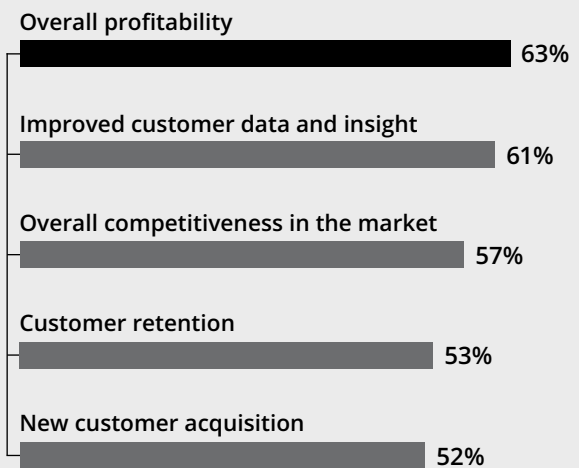 Overall profitability
63%
Improved customer data and insight
61%
Overall competitiveness in the market
57%
Customer retention
53%
New customer acquisition
52%